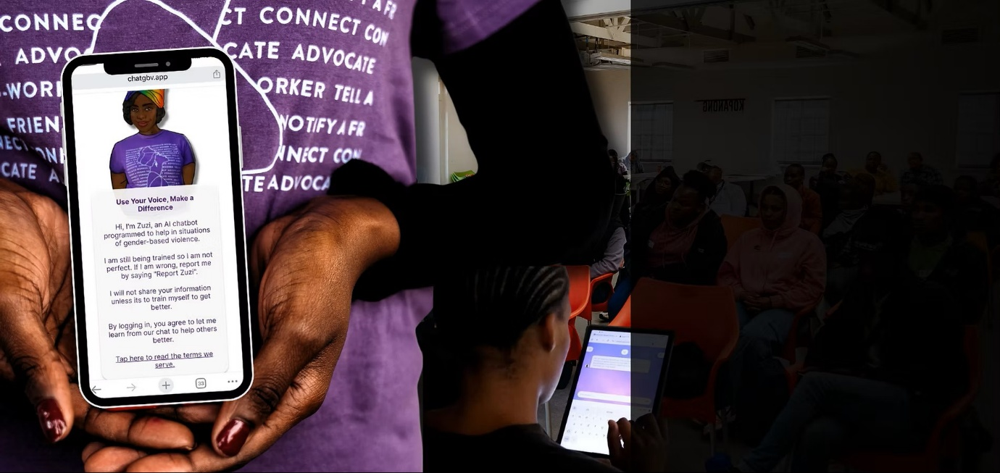 CONNEC
CT CONNECT CON
ADVO
CATE ADVOCATE
-WORK
ORKER TELL A
FRIEN
NOTIFY A FR
NNECT CON
CATE A
TE ADVOCA
chatgbv.app
Use Your Voice, Make a
Difference
Hi, I'm Zuzi, an AI chatbot
programmed to help in situations
of gender-based violence.
I am still being trained so I am not
perfect. If I am wrong, report me
by saying "Report Zuzi".
I will not share your information
unless its to train myself to get
better.
By logging in, you agree to let me
learn from our chat to help others
better.
Tap here to read the terms we
serve.
33
KOPANONG